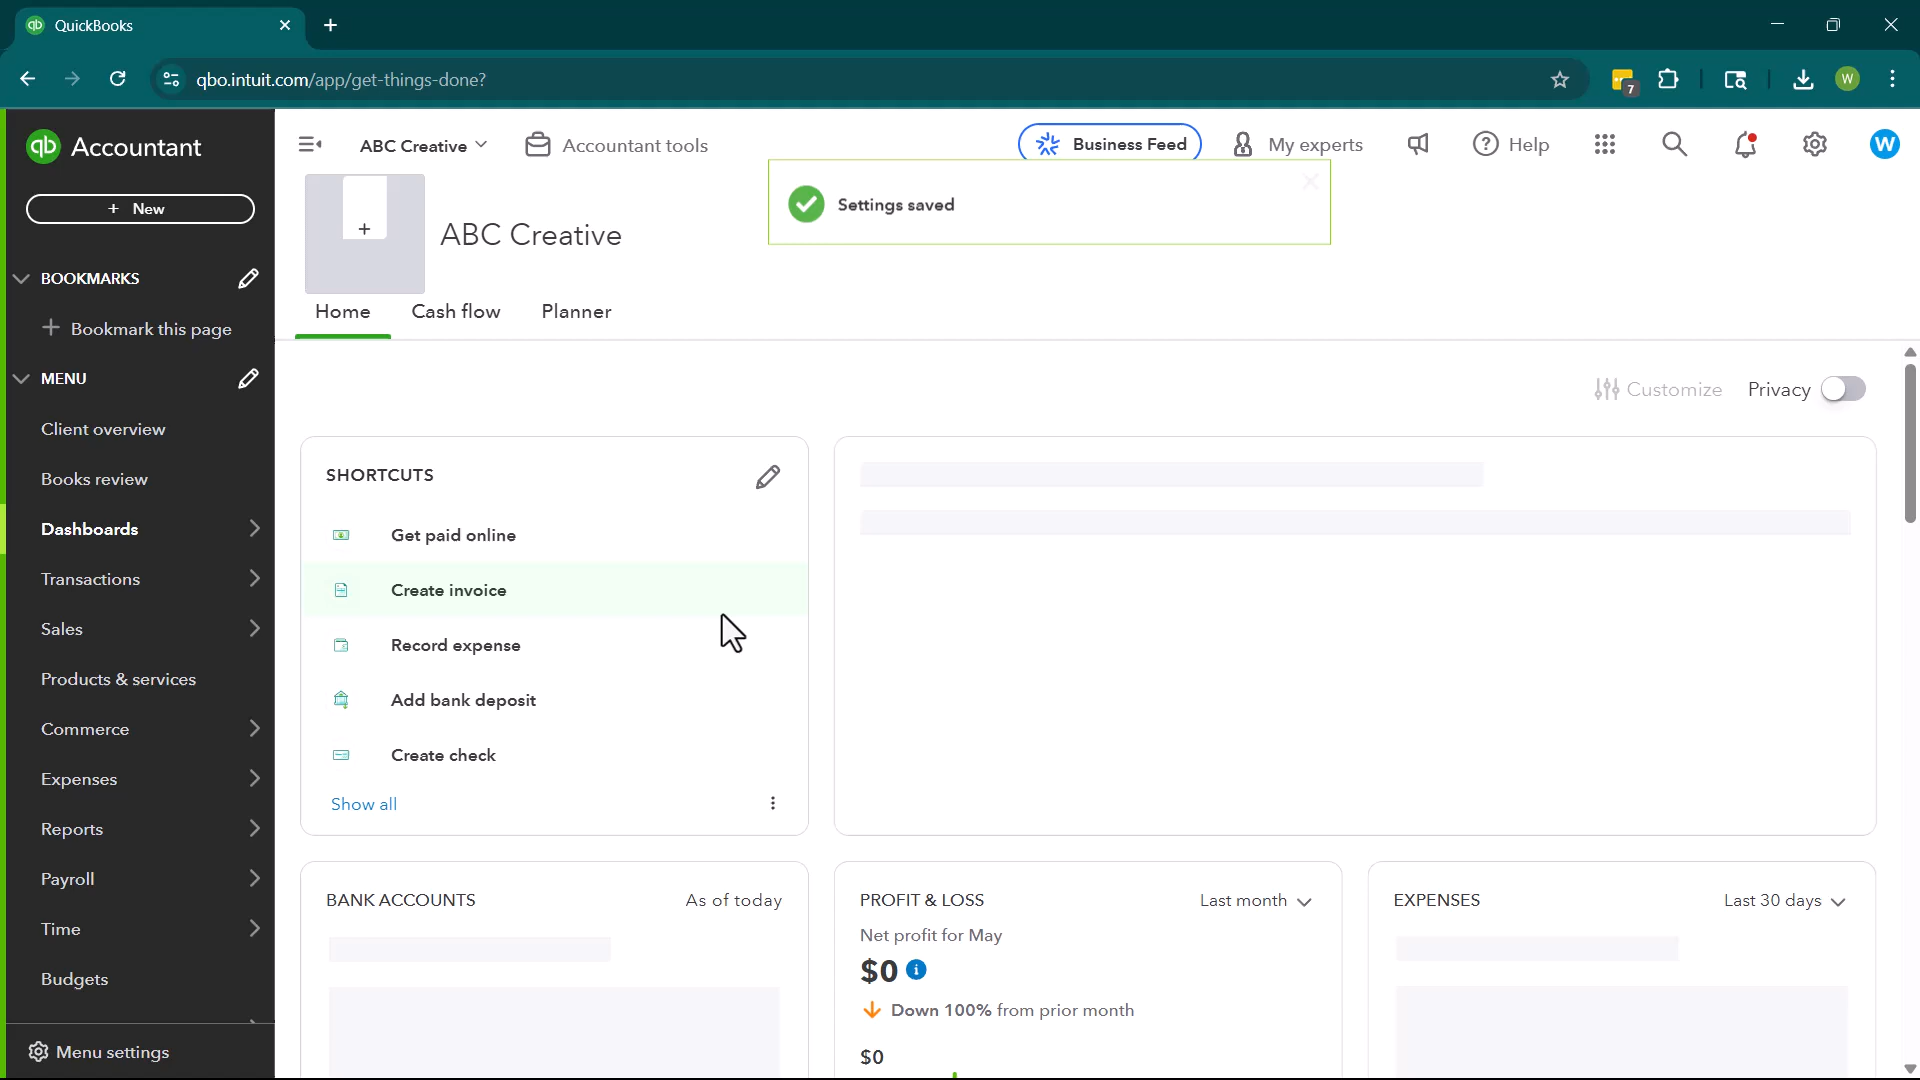 QuickBooks
qbo.intuit.com/app/get-things-done?
7
W
qb Accountant
ABC Creative
Accountant tools
Business Feed
My experts
Help
W
+ New
Settings saved
ABC Creative
BOOKMARKS
Bookmark this page
Home
Cash flow
Planner
MENU
Customize
Privacy
Client overview
Books review
Dashboards
Transactions
Sales
Products & services
Commerce
Expenses
Reports
Payroll
Time
Budgets
Menu settings
SHORTCUTS
Get paid online
Create invoice
Record expense
Add bank deposit
Create check
Show all
BANK ACCOUNTS
As of today
PROFIT & LOSS
Last month
Net profit for May
$0
Down 100% from prior month
$0
EXPENSES
Last 30 days